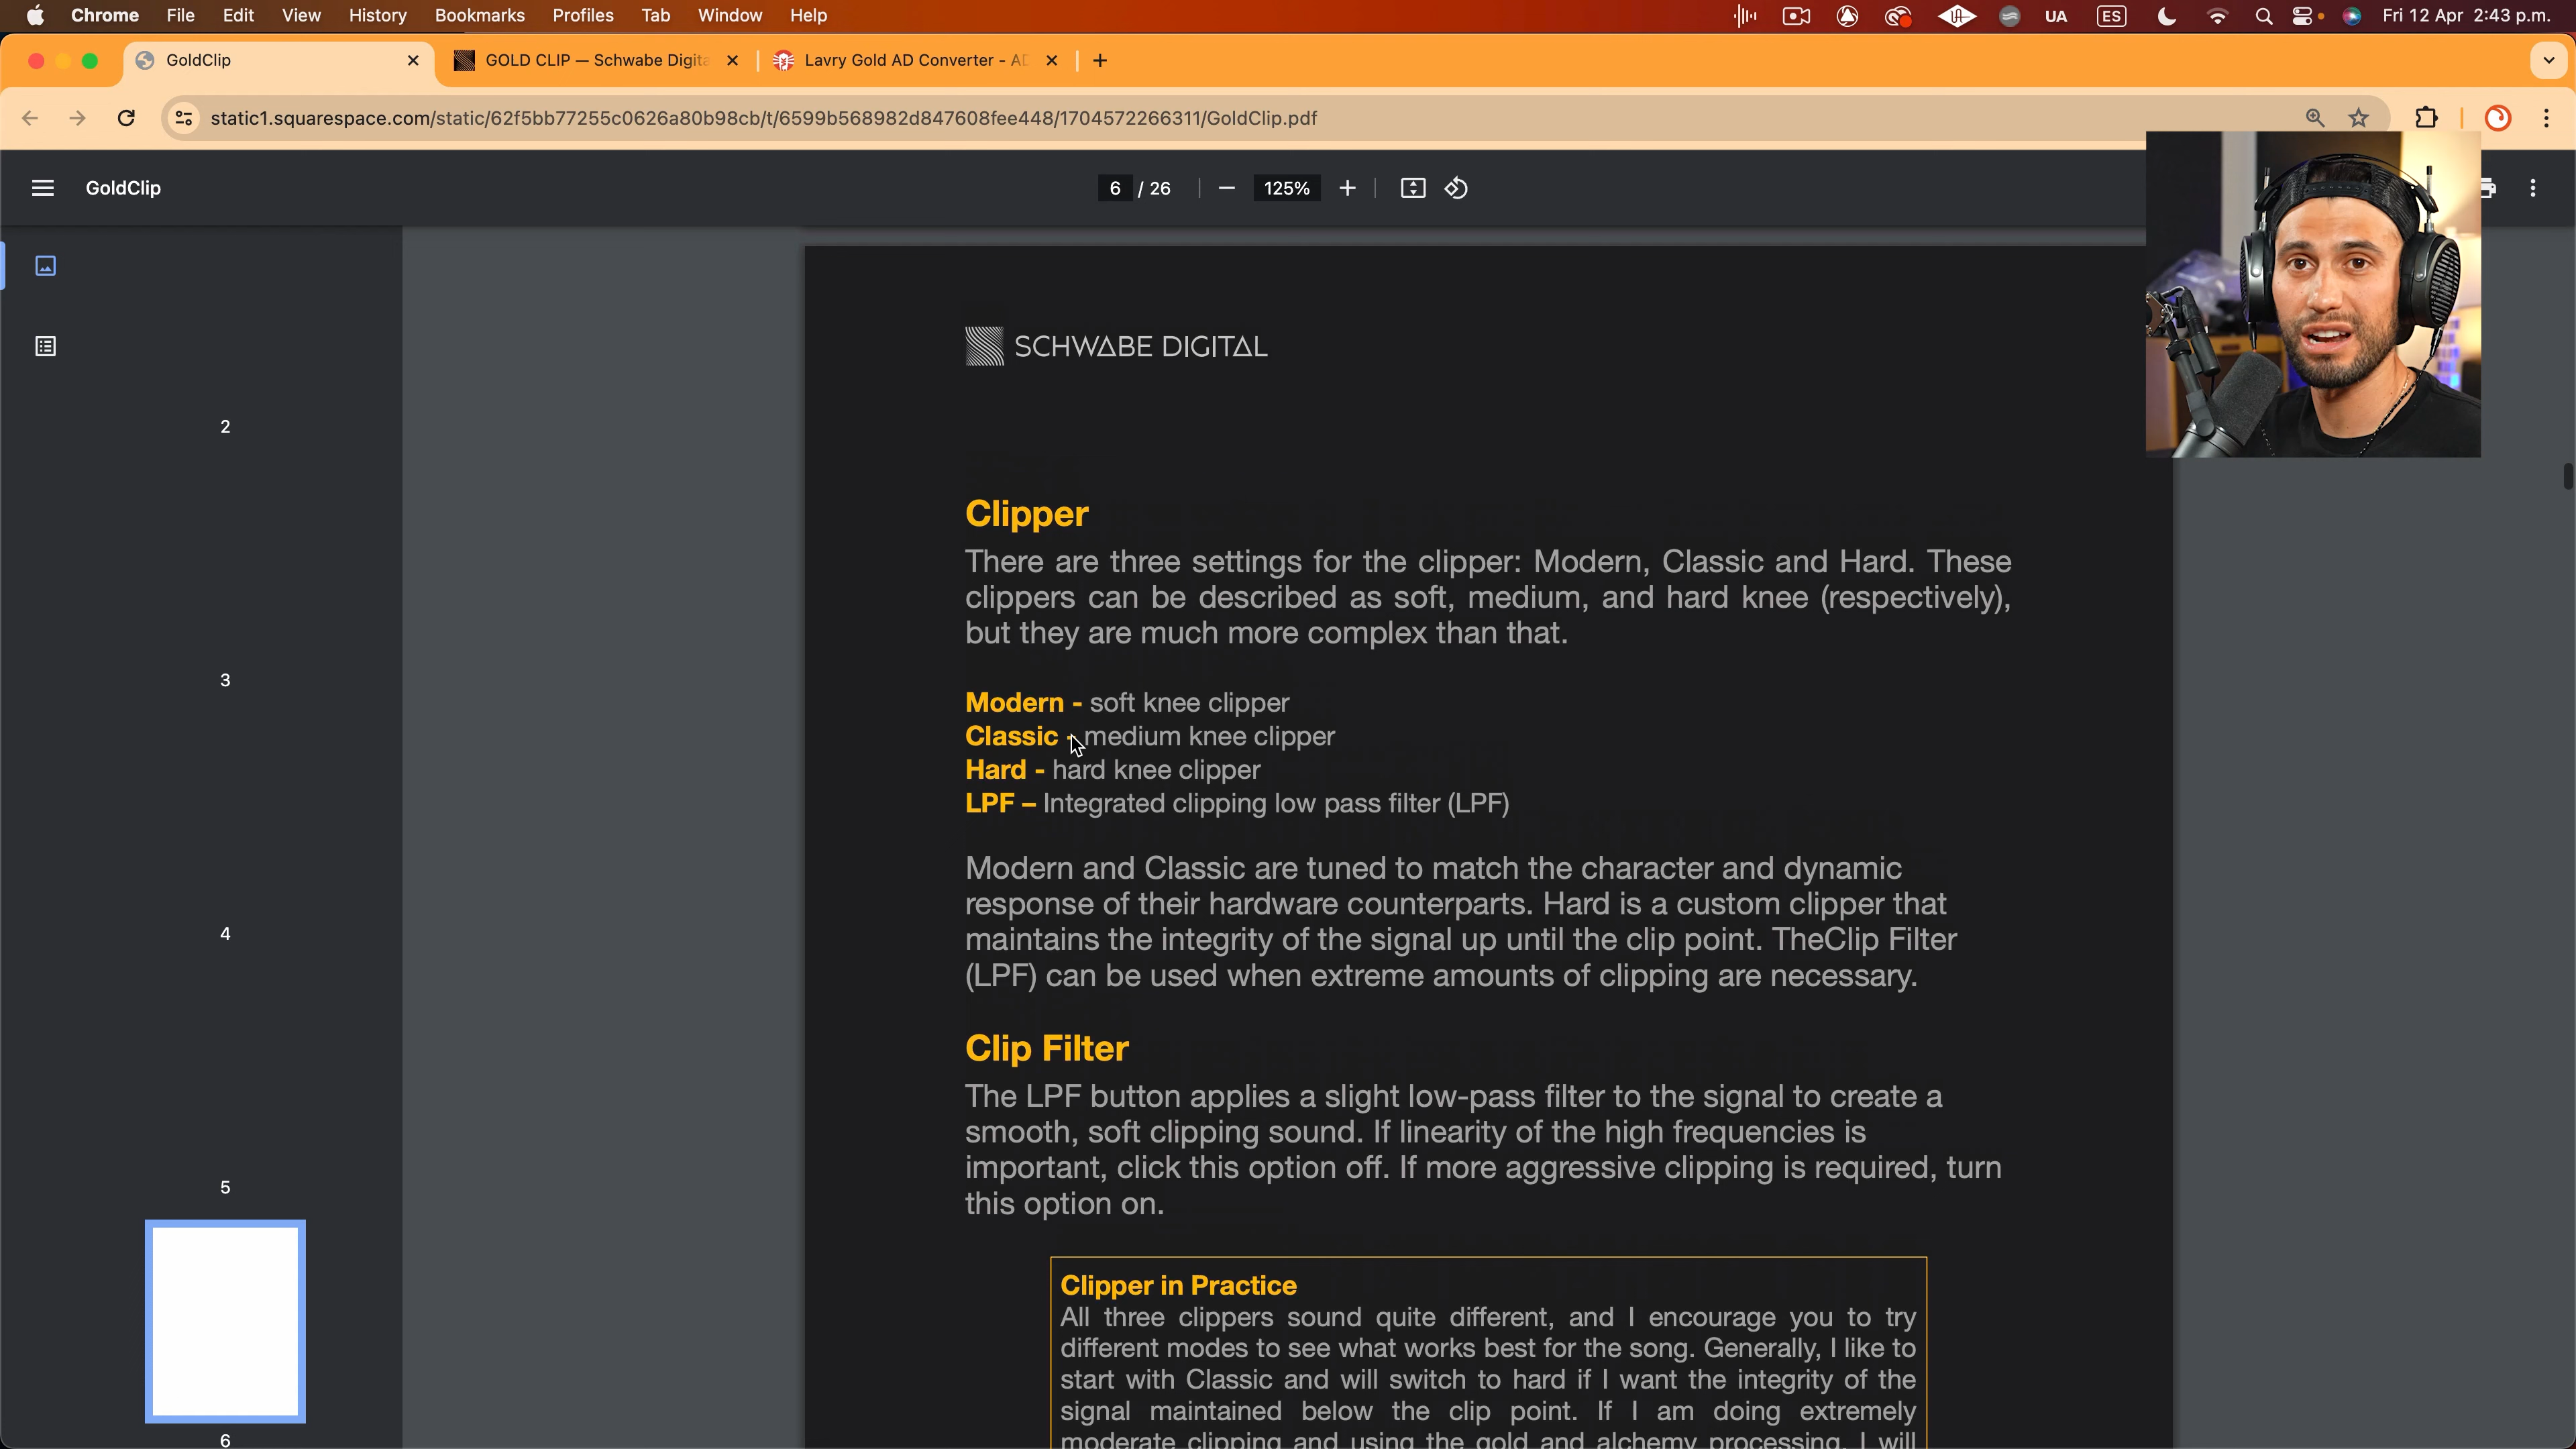 Chrome File Edit View History Bookmarks Profiles Tab Window Help UA ES Fri 12 Apr 2:43 p.m.
GoldClip GOLD CLIP — Schwabe Digita Lavry Gold AD Converter - AD
static1.squarespace.com/static/62f5bb77255c0626a80b98cb/t/6599b568982d847608fee448/1704572266311/GoldClip.pdf
GoldClip 6 / 26 125%
SCHWABE DIGITAL
2
3
4
5
6
Clipper
There are three settings for the clipper: Modern, Classic and Hard. These
clippers can be described as soft, medium, and hard knee (respectively),
but they are much more complex than that.
Modern - soft knee clipper
Classic - medium knee clipper
Hard - hard knee clipper
LPF – Integrated clipping low pass filter (LPF)
Modern and Classic are tuned to match the character and dynamic
response of their hardware counterparts. Hard is a custom clipper that
maintains the integrity of the signal up until the clip point. TheClip Filter
(LPF) can be used when extreme amounts of clipping are necessary.
Clip Filter
The LPF button applies a slight low-pass filter to the signal to create a
smooth, soft clipping sound. If linearity of the high frequencies is
important, click this option off. If more aggressive clipping is required, turn
this option on.
Clipper in Practice
All three clippers sound quite different, and I encourage you to try
different modes to see what works best for the song. Generally, I like to
start with Classic and will switch to hard if I want the integrity of the
signal maintained below the clip point. If I am doing extremely
moderate clipping and using the gold and alchemy processing, I will